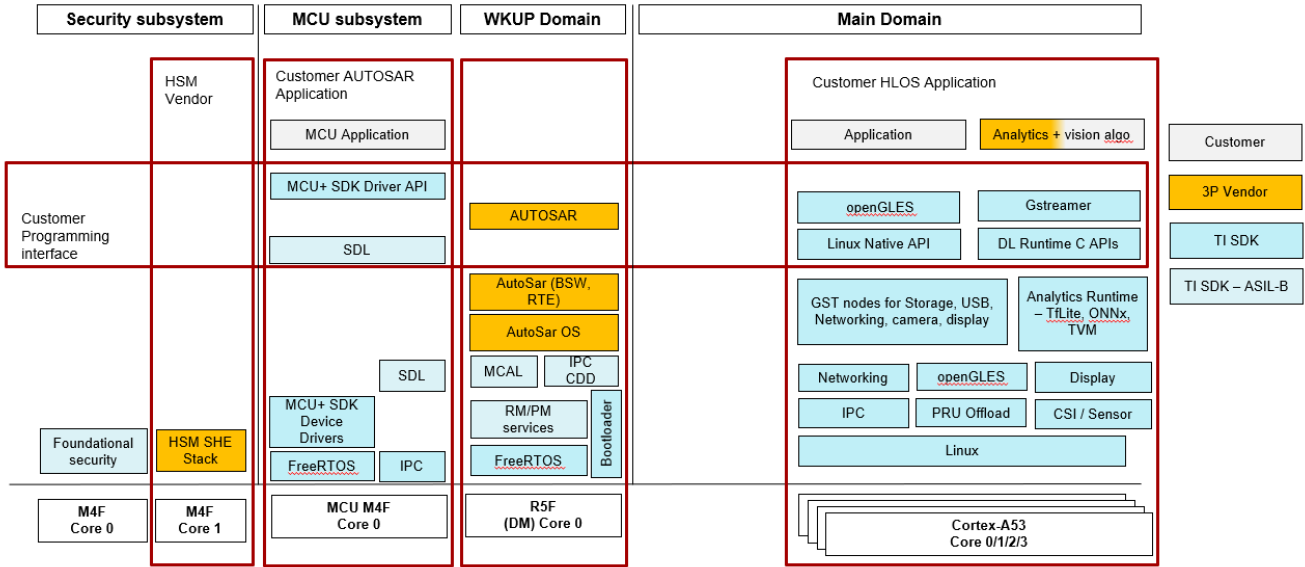 Security subsystem
MCU subsystem
WKUP Domain
Main Domain
HSM
Vendor
Customer AUTOSAR
Application
Customer HLOS Application
MCU Application
Application
Analytics + vision algo
Customer
3P Vendor
TI SDK
TI SDK – ASIL-B
Customer
Programming
interface
MCU+ SDK Driver API
SDL
AUTOSAR
openGLES
Gstreamer
Linux Native API
DL Runtime C APIs
AutoSar (BSW,
RTE)
AutoSar OS
GST nodes for Storage, USB,
Networking, camera, display
Analytics Runtime
– TfLite, ONNx,
TVM
SDL
MCAL
IPC
CDD
Networking
openGLES
Display
MCU+ SDK
Device
Drivers
RM/PM
services
Bootloader
IPC
PRU Offload
CSI / Sensor
Foundational
security
HSM SHE
Stack
FreeRTOS
IPC
FreeRTOS
Linux
M4F
Core 0
M4F
Core 1
MCU M4F
Core 0
R5F
(DM) Core 0
Cortex-A53
Core 0/1/2/3